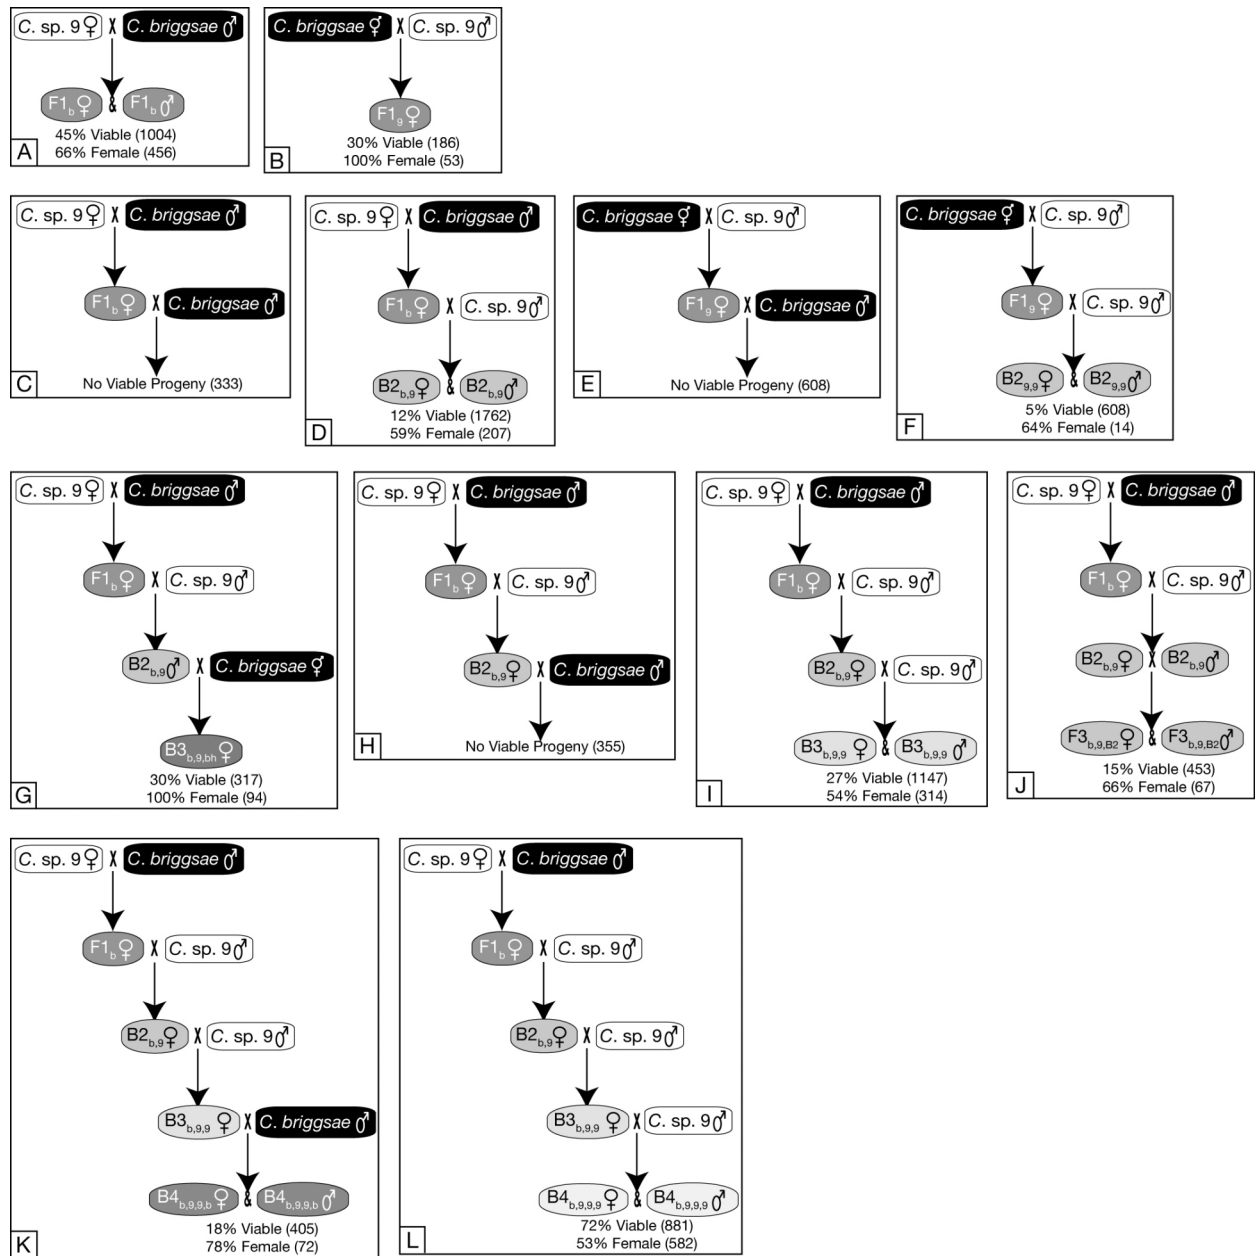 C. sp. 9♀ X C. briggsae ♂
F1b♀ & F1b♂
45% Viable (1004)
66% Female (456)
A
C. briggsae ⚥ X C. sp. 9♂
F19♀
30% Viable (186)
100% Female (53)
B
C. sp. 9♀ X C. briggsae ♂
F1b♀ X C. briggsae ♂
No Viable Progeny (333)
C
C. sp. 9♀ X C. briggsae ♂
F1b♀ X C. sp. 9♂
B2b,9♀ & B2b,9♂
12% Viable (1762)
59% Female (207)
D
C. briggsae ⚥ X C. sp. 9♂
F19♀ X C. briggsae ♂
No Viable Progeny (608)
E
C. briggsae ⚥ X C. sp. 9♂
F19♀ X C. sp. 9♂
B29,9♀ & B29,9♂
5% Viable (608)
64% Female (14)
F
C. sp. 9♀ X C. briggsae ♂
F1b♀ X C. sp. 9♂
B2b,9♂ X C. briggsae ⚥
B3b,9,bh♀
30% Viable (317)
100% Female (94)
G
C. sp. 9♀ X C. briggsae ♂
F1b♀ X C. sp. 9♂
B2b,9♀ X C. briggsae ♂
No Viable Progeny (355)
H
C. sp. 9♀ X C. briggsae ♂
F1b♀ X C. sp. 9♂
B2b,9♀ X C. sp. 9♂
B3b,9,9 ♀ & B3b,9,9 ♂
27% Viable (1147)
54% Female (314)
I
C. sp. 9♀ X C. briggsae ♂
F1b♀ X C. sp. 9♂
B2b,9♀ X B2b,9♂
F3b,9,B2♀ & F3b,9,B2♂
15% Viable (453)
66% Female (67)
J
C. sp. 9♀ X C. briggsae ♂
F1b♀ X C. sp. 9♂
B2b,9♀ X C. sp. 9♂
B3b,9,9 ♀ X C. briggsae ♂
B4b,9,9,b ♀ & B4b,9,9,b ♂
18% Viable (405)
78% Female (72)
K
C. sp. 9♀ X C. briggsae ♂
F1b♀ X C. sp. 9♂
B2b,9♀ X C. sp. 9♂
B3b,9,9 ♀ X C. sp. 9♂
B4b,9,9,9 ♀ & B4b,9,9,9 ♂
72% Viable (881)
53% Female (582)
L